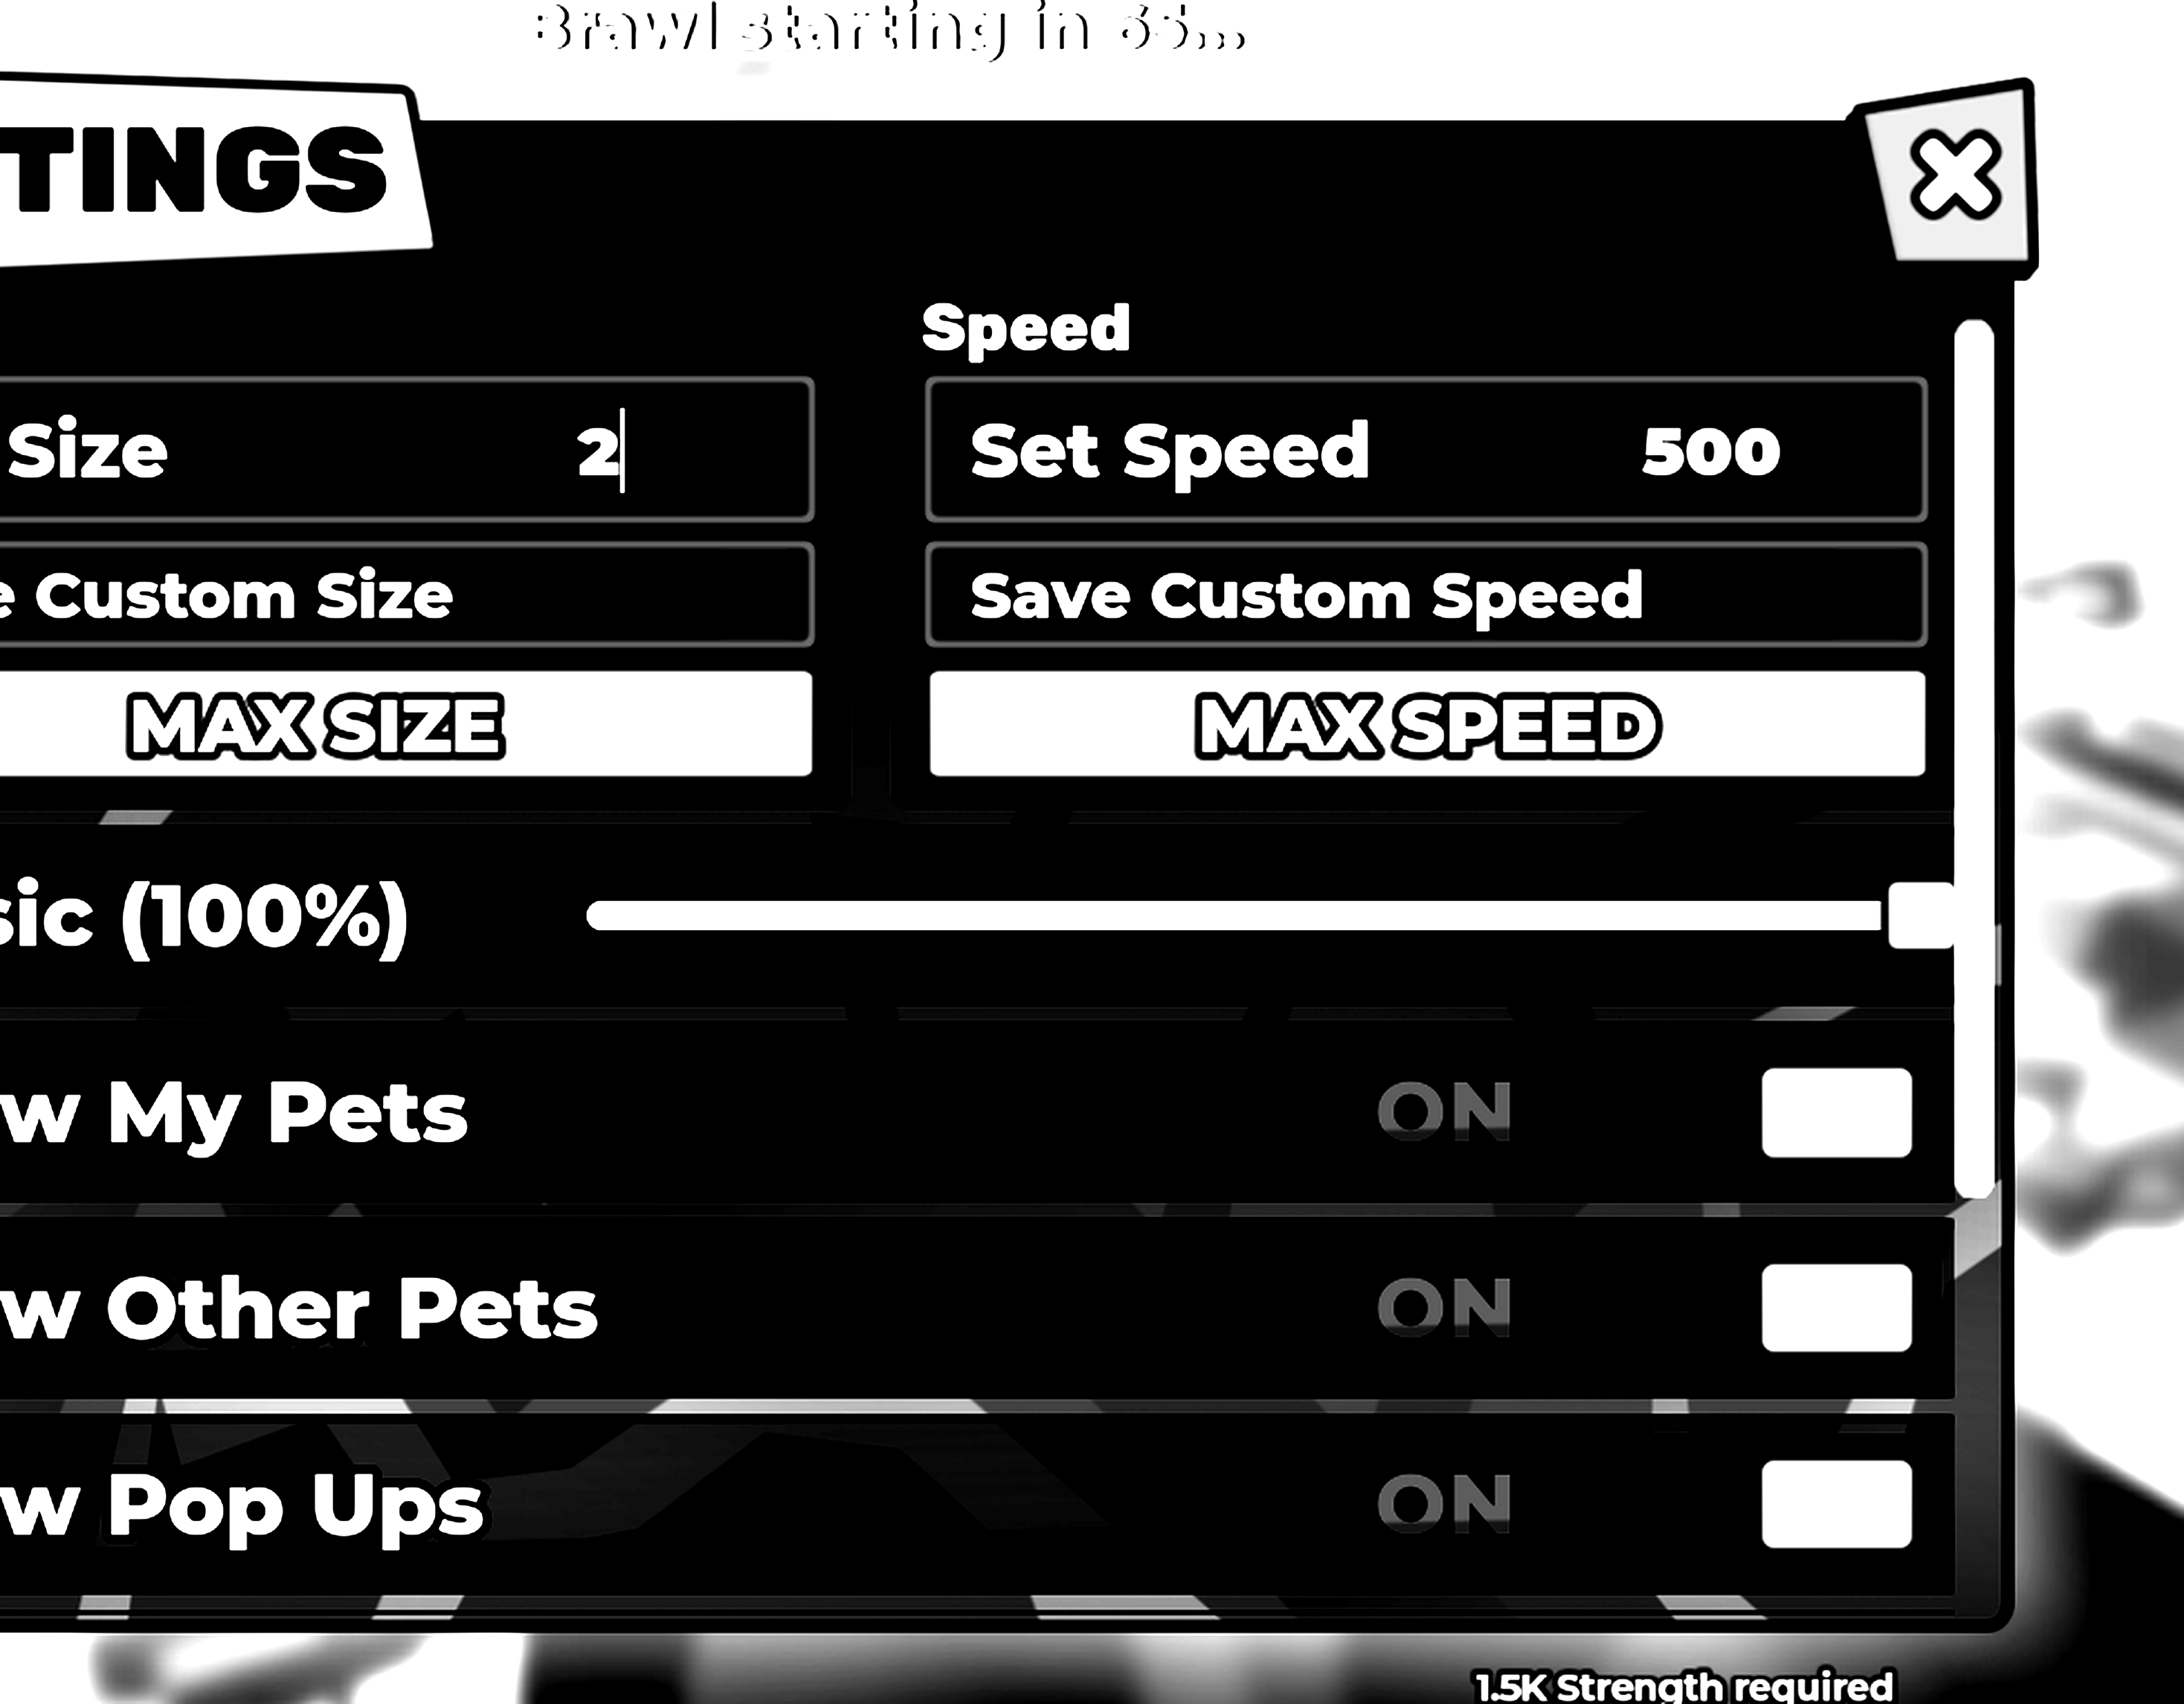 Brawl starting in 65...
TINGS
Speed
Size 2
Set Speed 500
e Custom Size
Save Custom Speed
MAX SIZE
MAX SPEED
sic (100%)
w My Pets ON
w Other Pets ON
w Pop Ups ON
1.5K Strength required